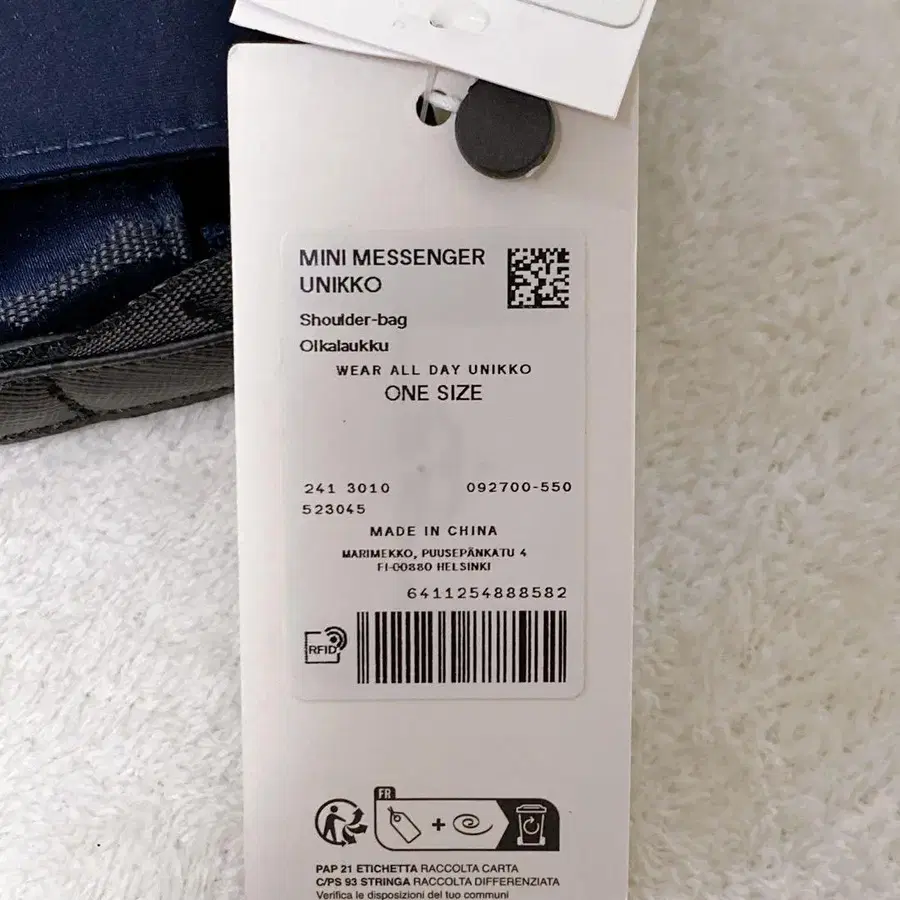 MINI MESSENGER
UNIKKO
Shoulder-bag
Olkalaukku
WEAR ALL DAY UNIKKO
ONE SIZE
241 3010
092700-550
523045
MADE IN CHINA
MARIMEKKO, PUUSEPÄNKATU 4
FI-00880 HELSINKI
6411254888582
RFID
FR
PAP 21 ETICHETTA RACCOLTA CARTA
C/PS 93 STRINGA RACCOLTA DIFFERENZIATA
Verifica le disposizioni del tuo comuni